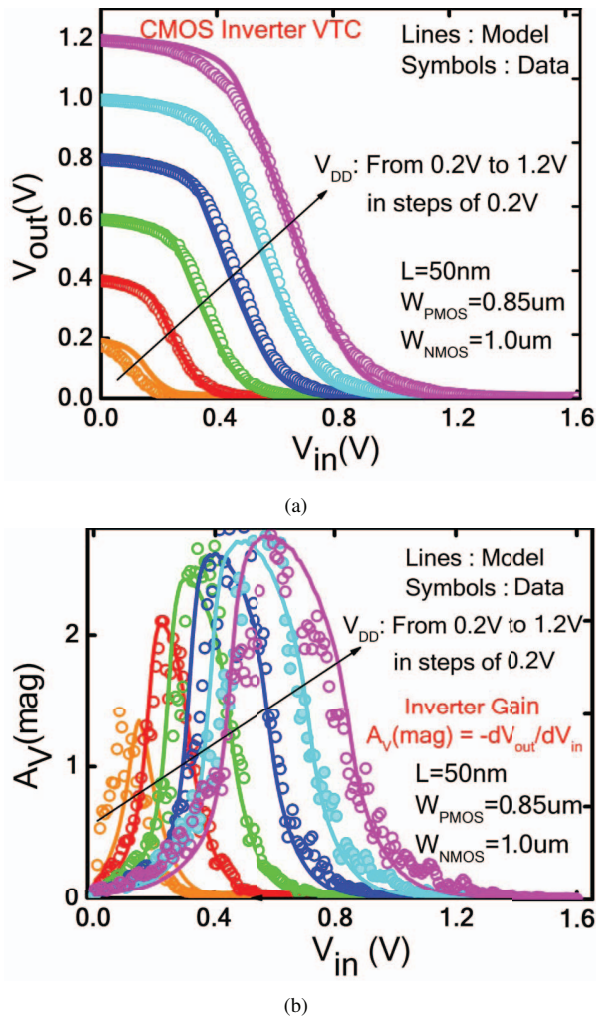 CMOS Inverter VTC
Lines : Model
Symbols : Data
V_DD: From 0.2V to 1.2V
in steps of 0.2V
L=50nm
W_PMOS=0.85um
W_NMOS=1.0um
V_out(V)
1.2
1.0
0.8
0.6
0.4
0.2
0.0
0.0 0.4 0.8 1.2 1.6
V_in(V)
(a)
Lines : Model
Symbols : Data
V_DD: From 0.2V to 1.2V
in steps of 0.2V
Inverter Gain
A_V(mag) = -dV_out/dV_in
L=50nm
W_PMOS=0.85um
W_NMOS=1.0um
A_V(mag)
2
1
0
0.0 0.4 0.8 1.2 1.6
V_in (V)
(b)